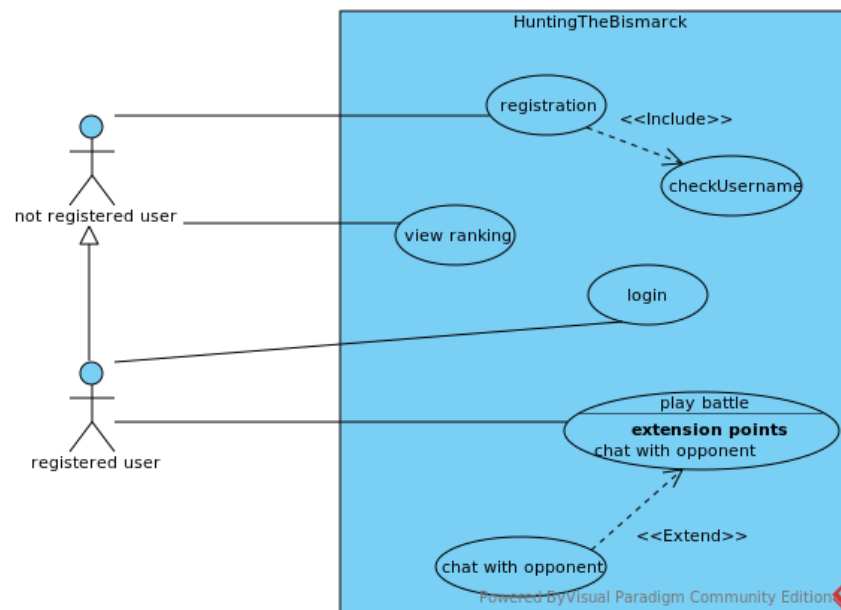 HuntingTheBismarck
registration
<<Include>>
checkUsername
not registered user
view ranking
login
play battle
extension points
chat with opponent
registered user
<<Extend>>
chat with opponent
Powered ByVisual Paradigm Community Edition